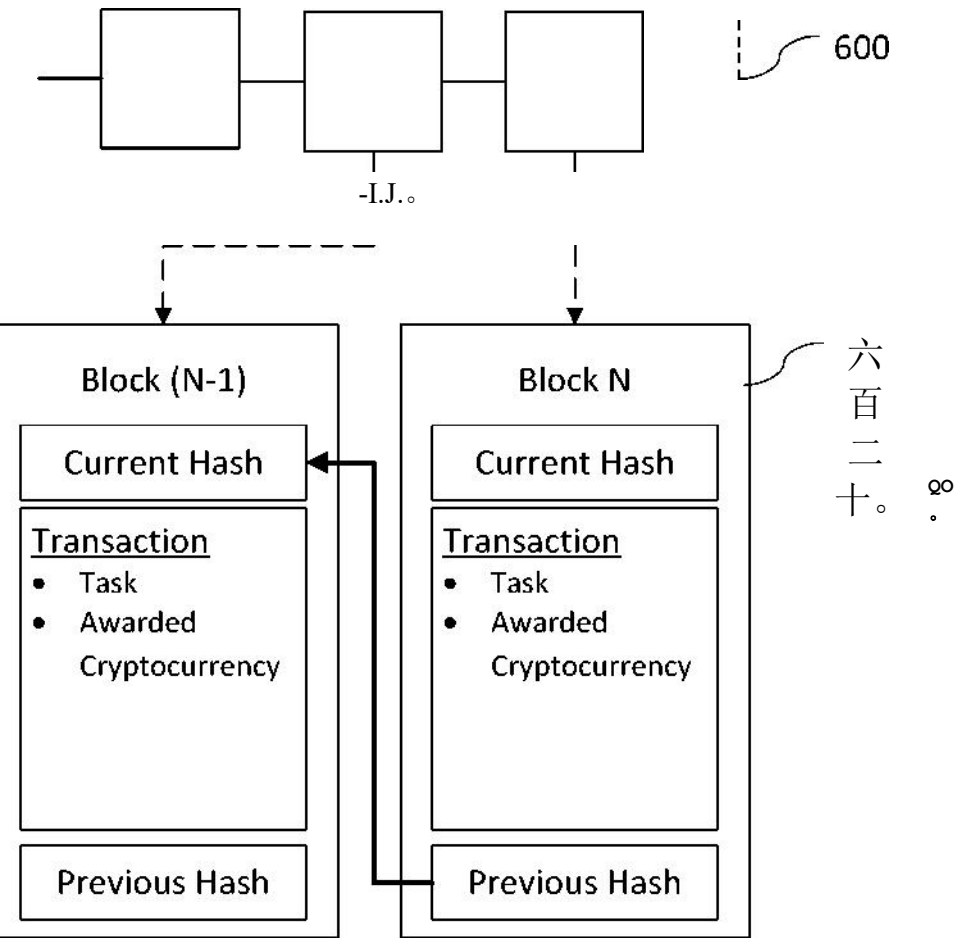 600
-I.J.。
Block (N-1)
Current Hash
Transaction
• Task
• Awarded
Cryptocurrency
Previous Hash
Block N
Current Hash
Transaction
• Task
• Awarded
Cryptocurrency
Previous Hash
六百二十。